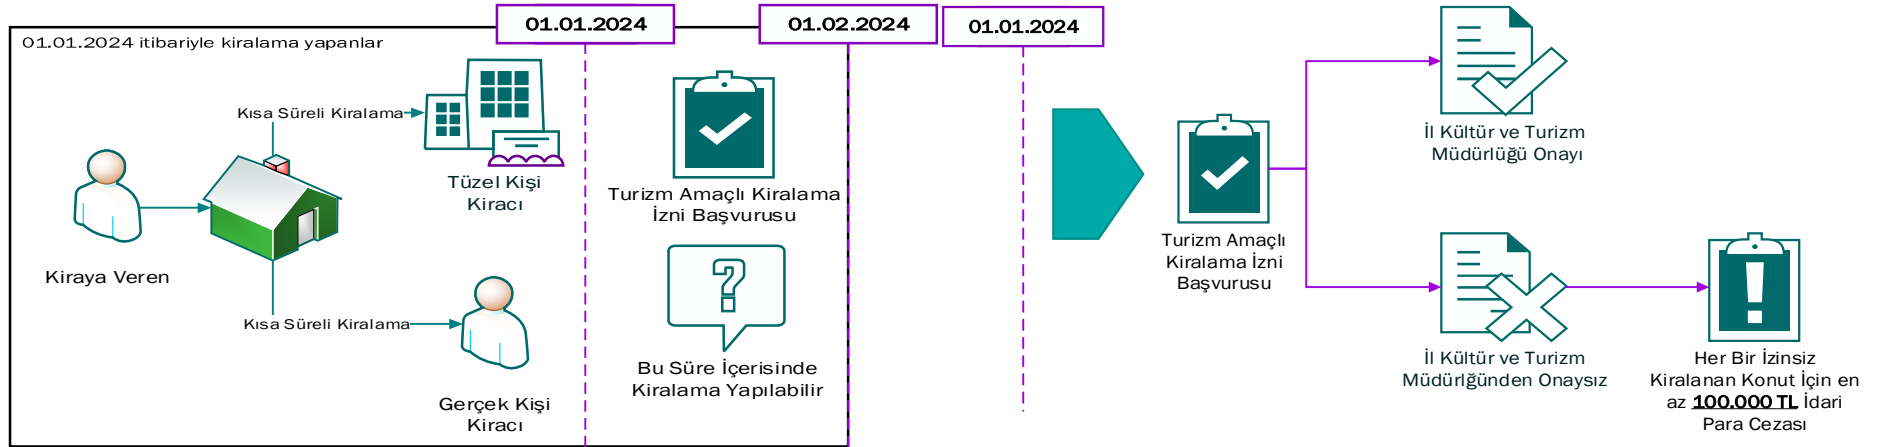 01.01.2024
01.02.2024
01.01.2024
01.01.2024 itibariyle kiralama yapanlar
Kısa Süreli Kiralama
Tüzel Kişi
Kiracı
Kiraya Veren
Kısa Süreli Kiralama
Gerçek Kişi
Kiracı
Turizm Amaçlı Kiralama
İzni Başvurusu
Bu Süre İçerisinde
Kiralama Yapılabilir
Turizm Amaçlı
Kiralama İzni
Başvurusu
İl Kültür ve Turizm
Müdürlüğü Onayı
İl Kültür ve Turizm
Müdürlğünden Onaysız
Her Bir İzinsiz
Kiralanan Konut İçin en
az 100.000 TL İdari
Para Cezası